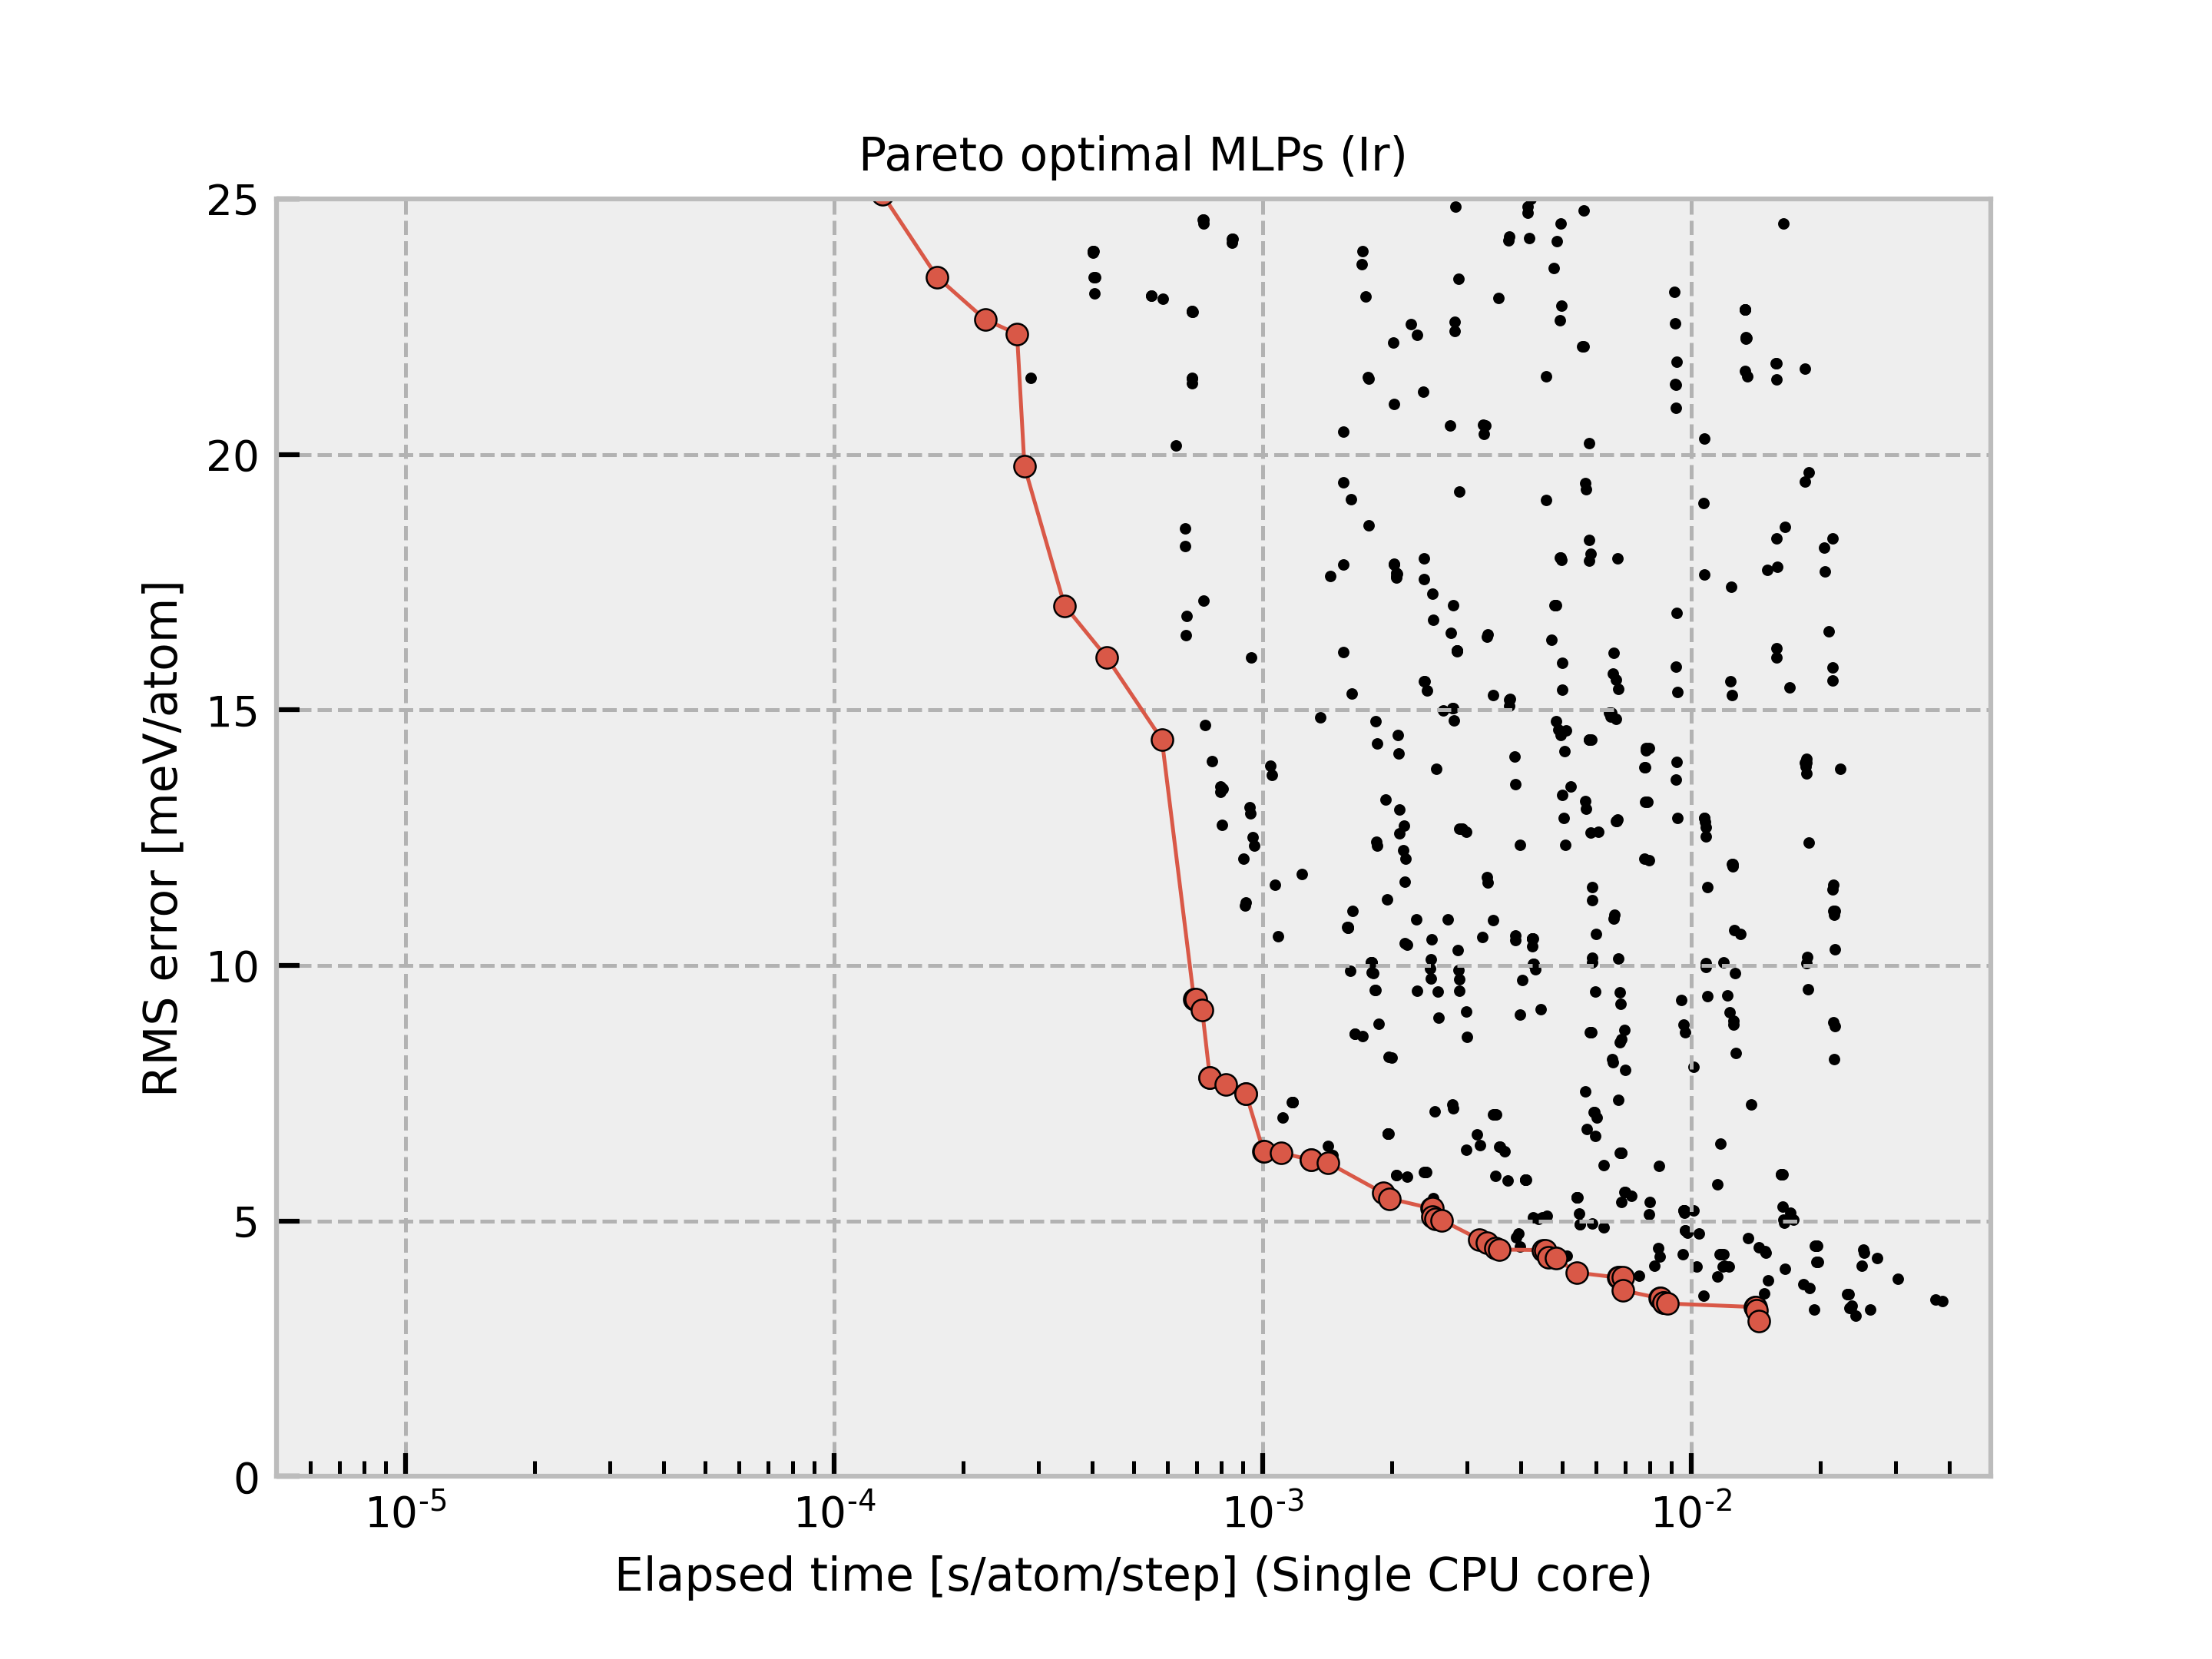 Pareto optimal MLPs (Ir)
25
20
15
10
5
0
RMS error [meV/atom]
10-5 10-4 10-3 10-2
Elapsed time [s/atom/step] (Single CPU core)